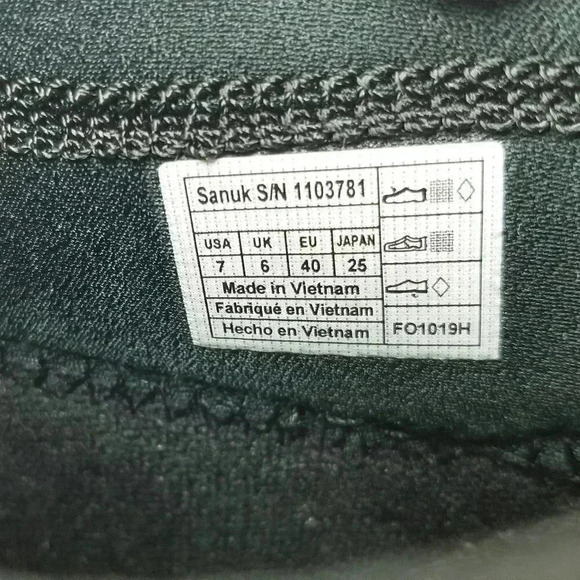 Sanuk S/N 1103781
USA UK EU JAPAN
7 6 40 25
Made in Vietnam
Fabriqué en Vietnam
Hecho en Vietnam
FO1019H